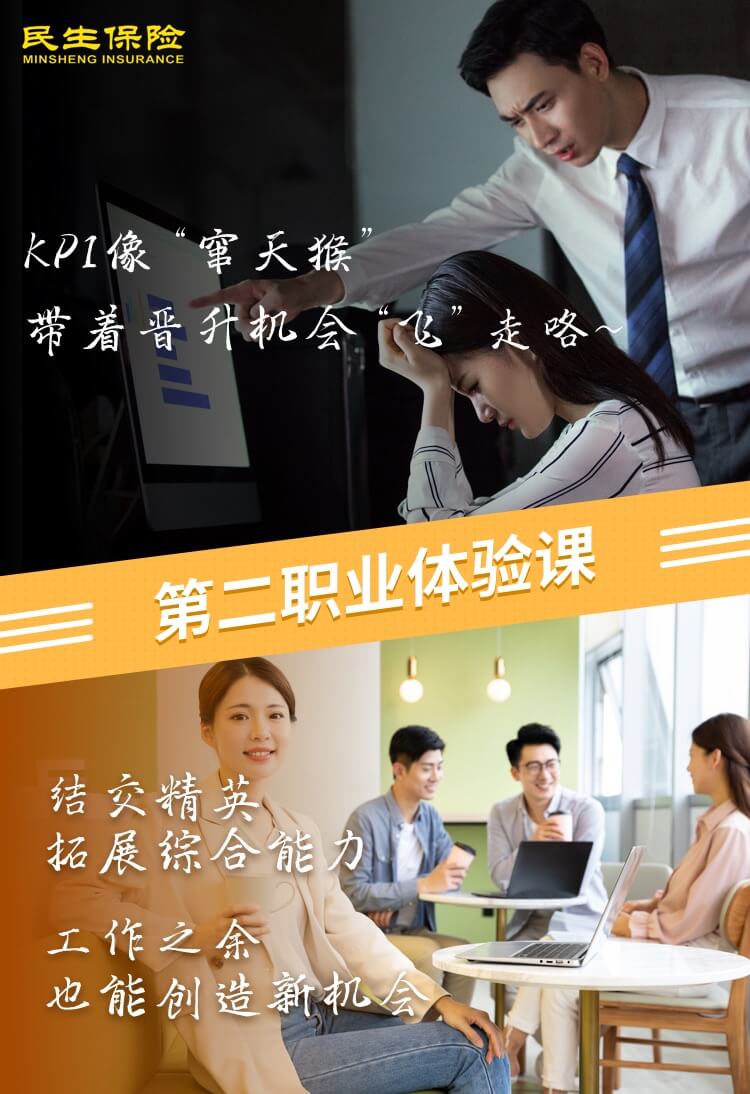 民生保险
MINSHENG INSURANCE
KPI像“窜天猴”
带着晋升机会“飞”走咯~
第二职业体验课
结交精英
拓展综合能力
工作之余
也能创造新机会